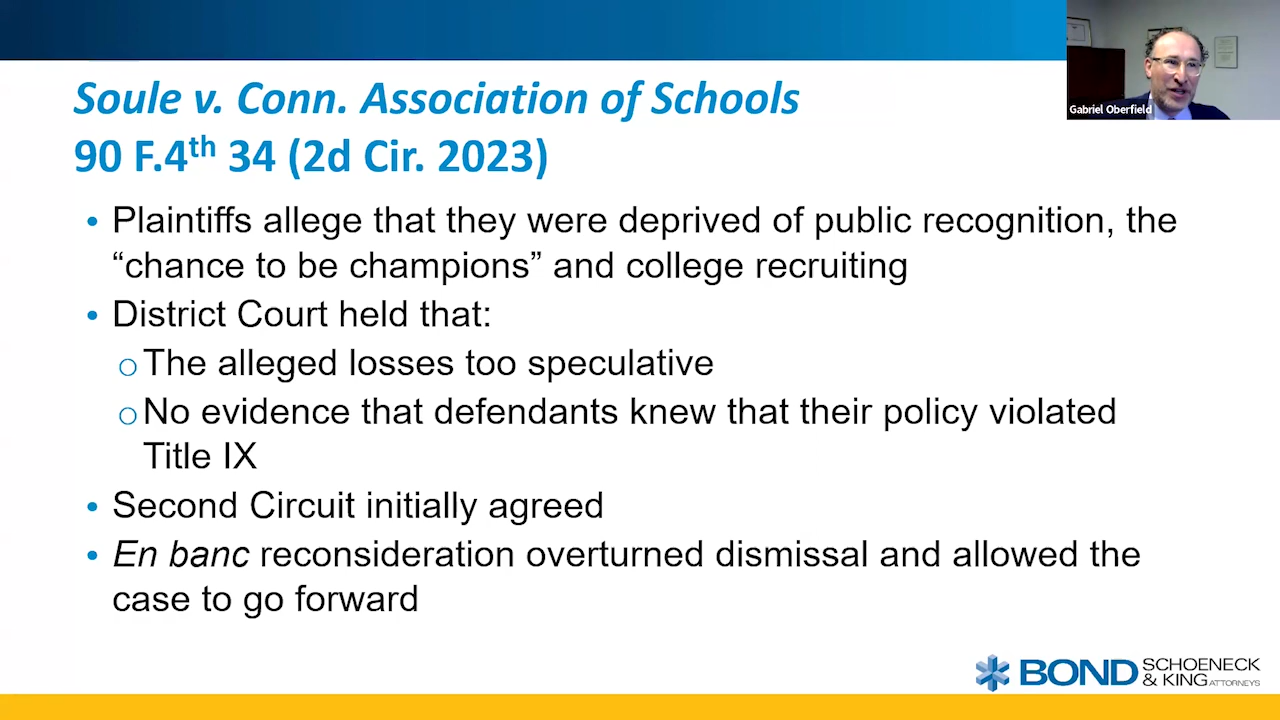 Soule v. Conn. Association of Schools
90 F.4th 34 (2d Cir. 2023)
Gabriel Oberfield
• Plaintiffs allege that they were deprived of public recognition, the
“chance to be champions” and college recruiting
• District Court held that:
o The alleged losses too speculative
o No evidence that defendants knew that their policy violated
Title IX
• Second Circuit initially agreed
• En banc reconsideration overturned dismissal and allowed the
case to go forward
BOND SCHOENECK
& KING ATTORNEYS